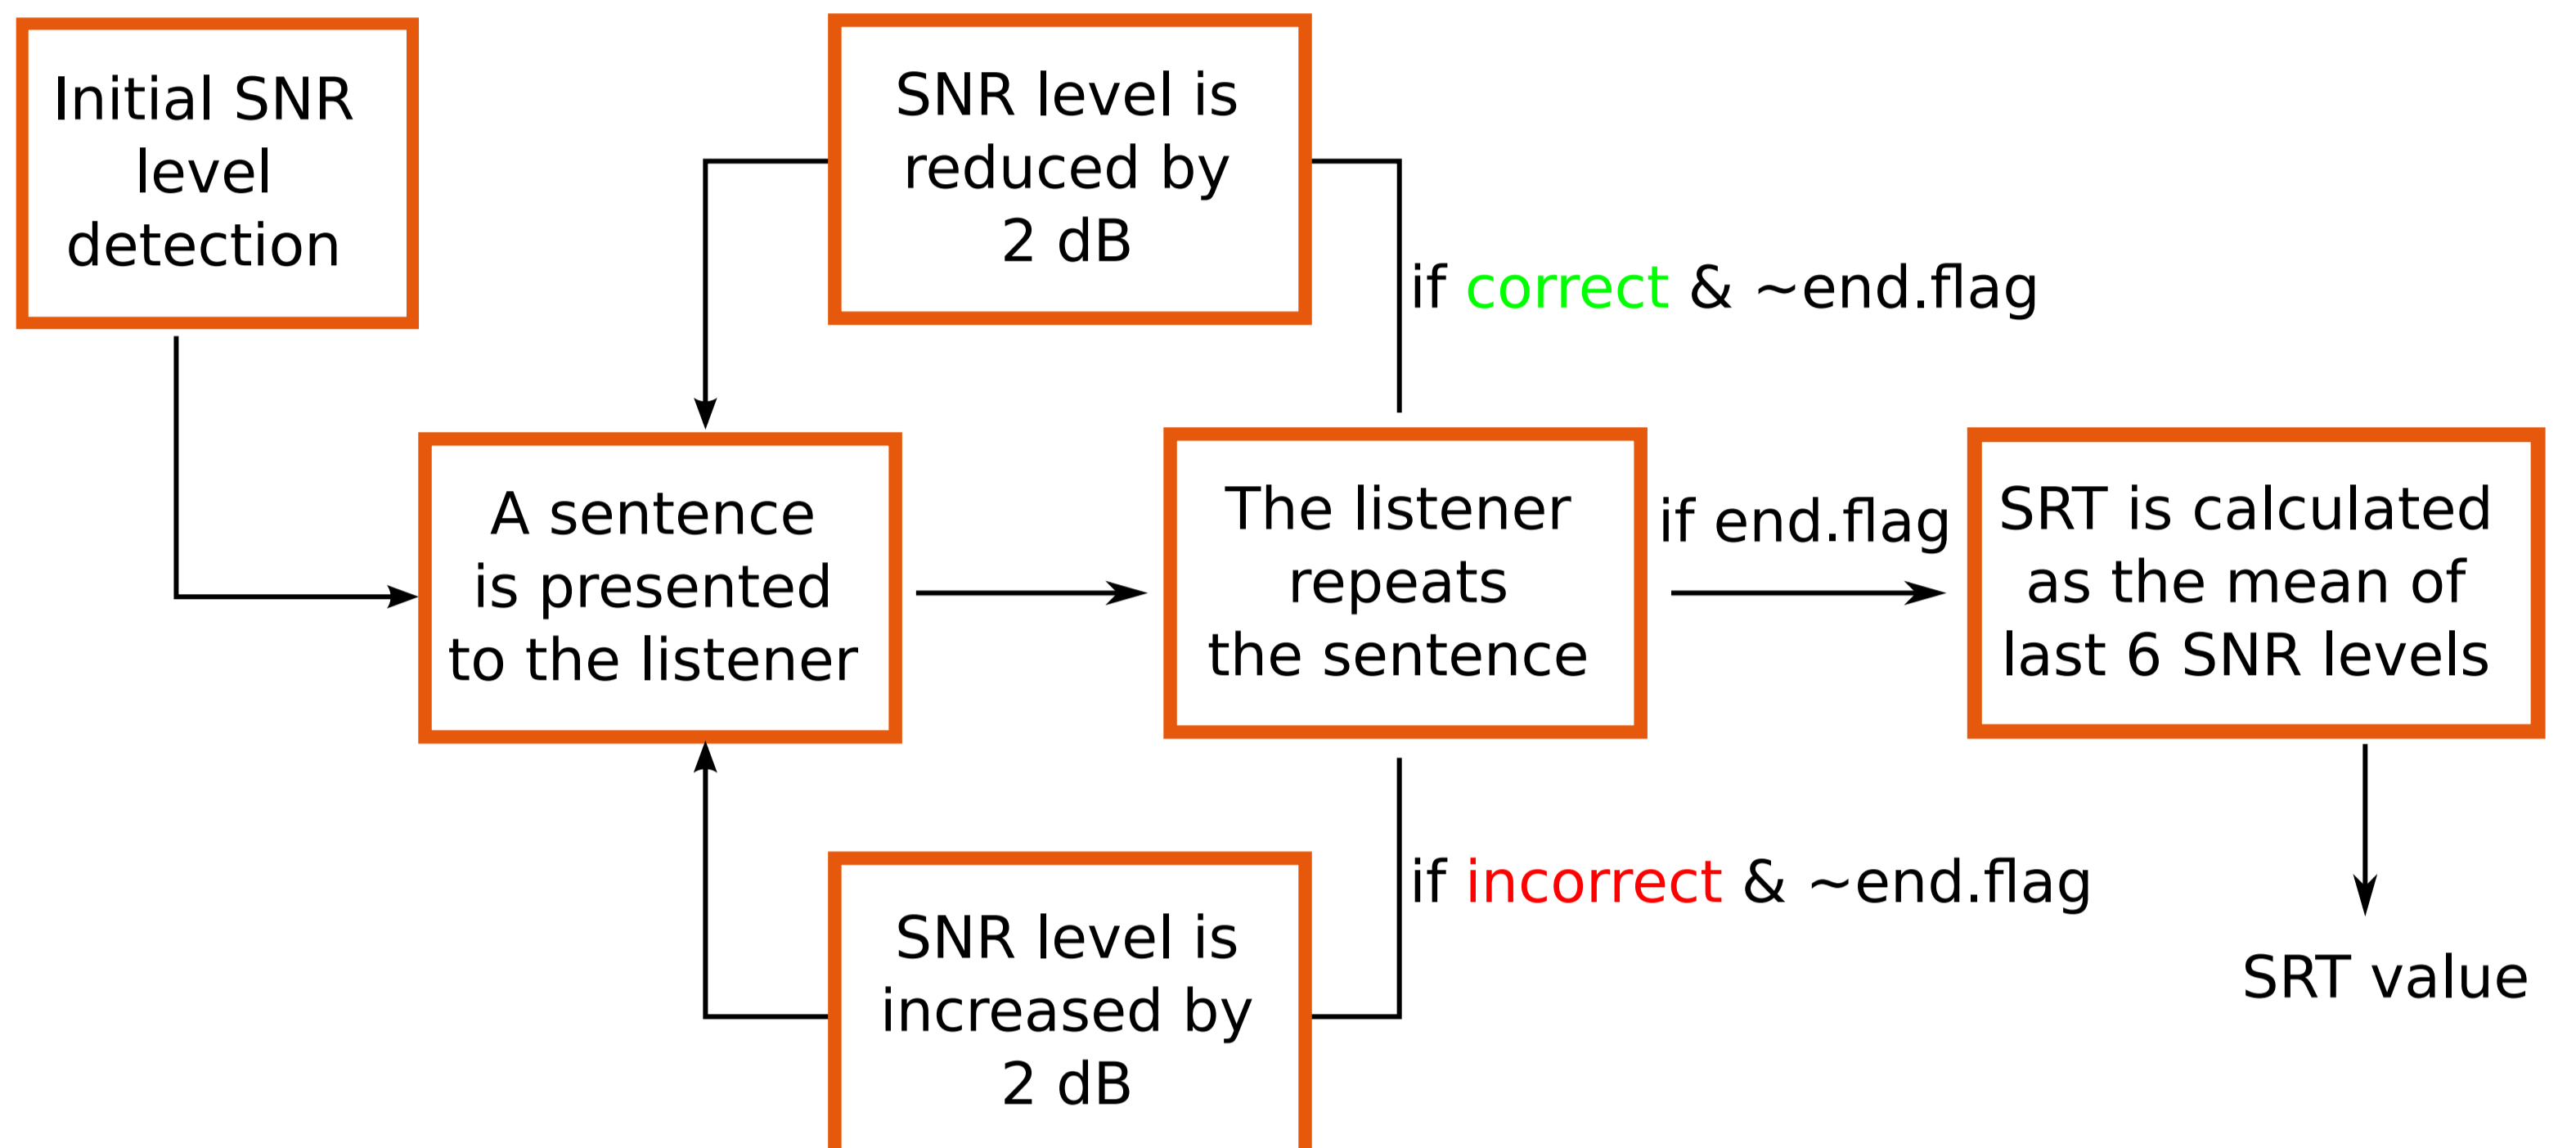 Initial SNR
level
detection
SNR level is
reduced by
2 dB
if correct & ~end.flag
A sentence
is presented
to the listener
The listener
repeats
the sentence
if end.flag
SRT is calculated
as the mean of
last 6 SNR levels
if incorrect & ~end.flag
SNR level is
increased by
2 dB
SRT value